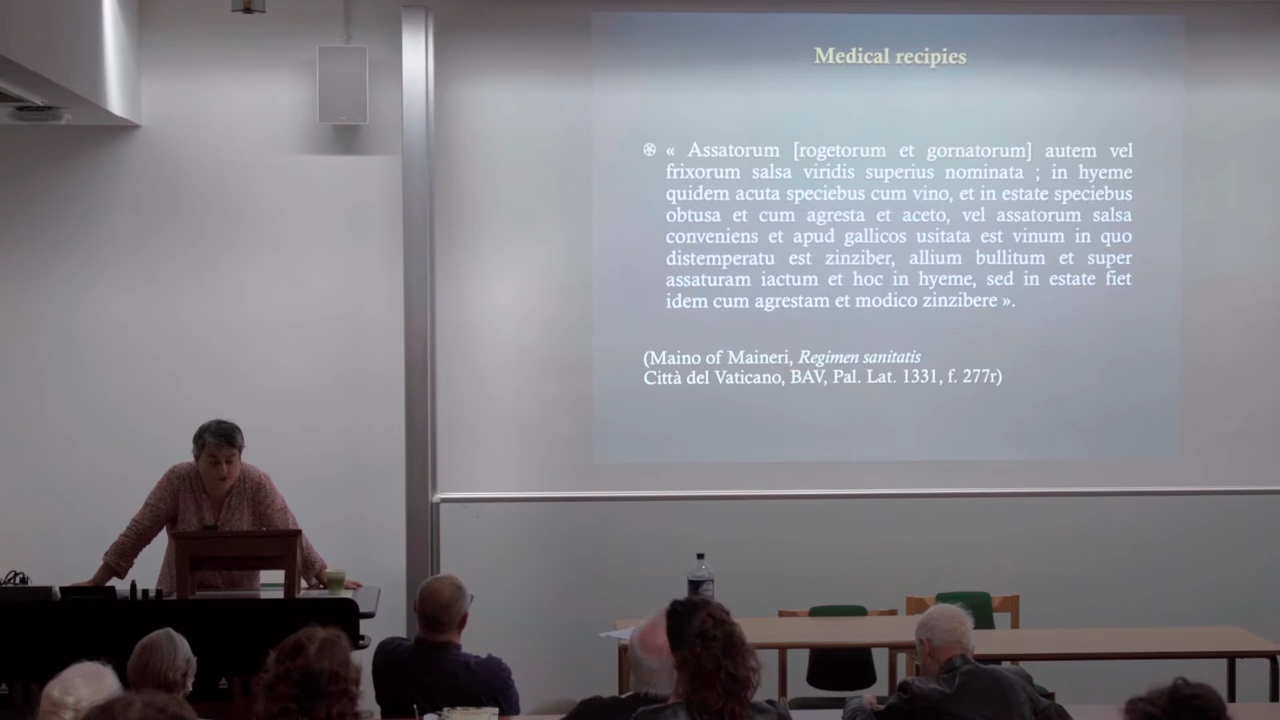 Medical recipies
« Assatorum [rogetorum et gornatorum] autem vel
frixorum salsa viridis superius nominata ; in hyeme
quidem acuta speciebus cum vino, et in estate speciebus
obtusa et cum agresta et aceto, vel assatorum salsa
conveniens et apud gallicos usitata est vinum in quo
distemperatu est zinziber, allium bullitum et super
assaturam iactum et hoc in hyeme, sed in estate fiet
idem cum agrestam et modico zinzibere ».
(Maino of Maineri, Regimen sanitatis
Città del Vaticano, BAV, Pal. Lat. 1331, f. 277r)